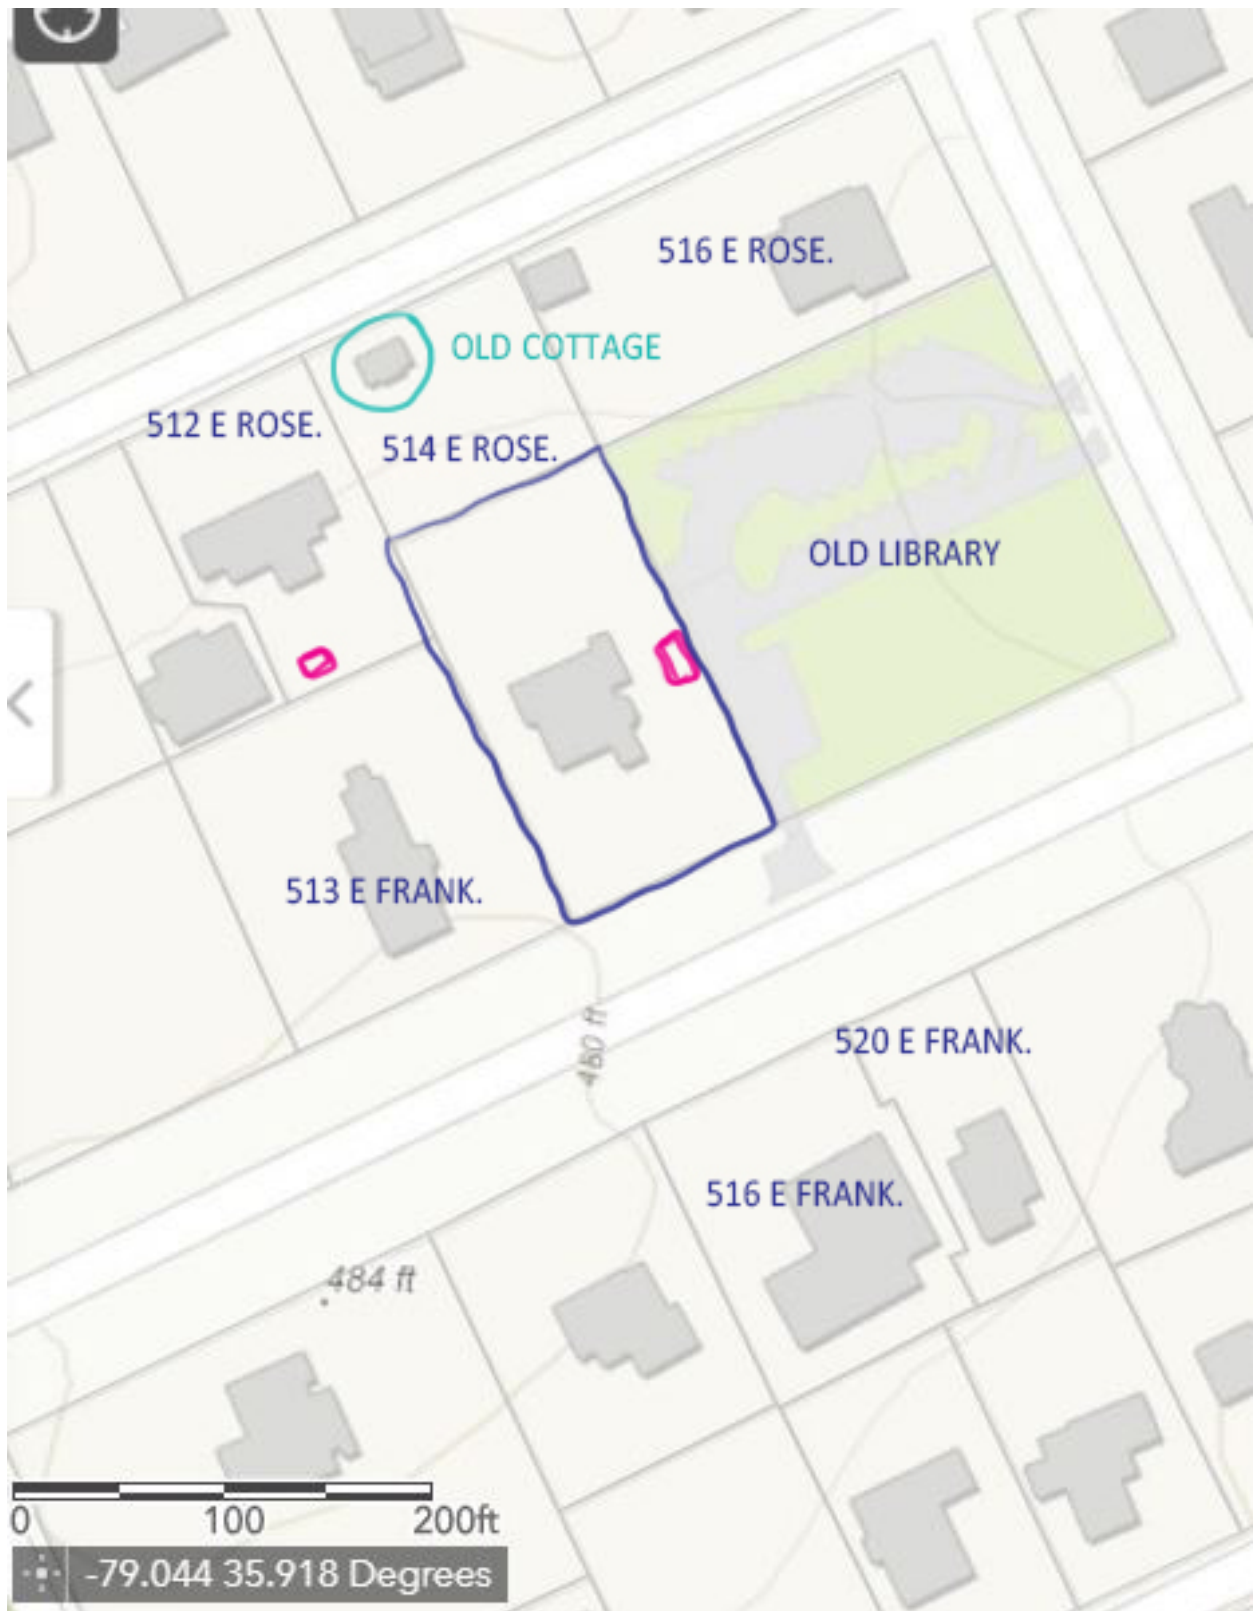 516 E ROSE.
OLD COTTAGE
512 E ROSE.
514 E ROSE.
OLD LIBRARY
513 E FRANK.
480 ft
520 E FRANK.
516 E FRANK.
484 ft
0 100 200ft
-79.044 35.918 Degrees